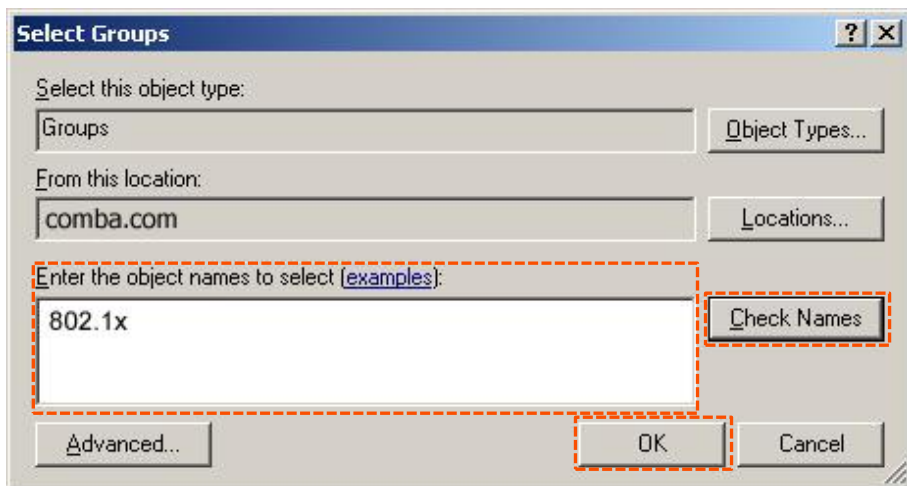 Select Groups
Select this object type:
Groups
Object Types...
From this location:
comba.com
Locations...
Enter the object names to select (examples):
802.1x
Check Names
Advanced...
OK
Cancel